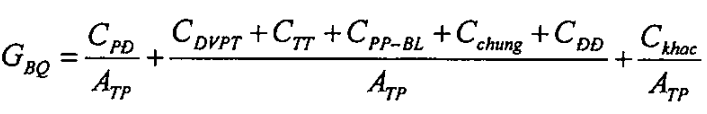 G_BQ = C_PĐ / A_TP + (C_DVPT + C_TT + C_PP-BL + C_chung + C_ĐĐ) / A_TP + C_khac / A_TP